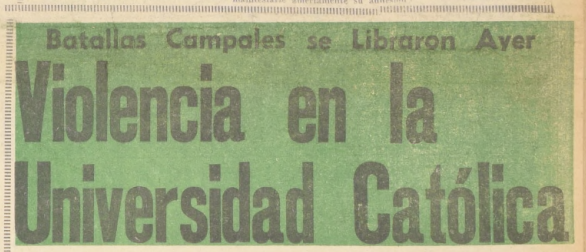 Batallas Campales se Libraron Ayer
Violencia en la
Universidad Católica